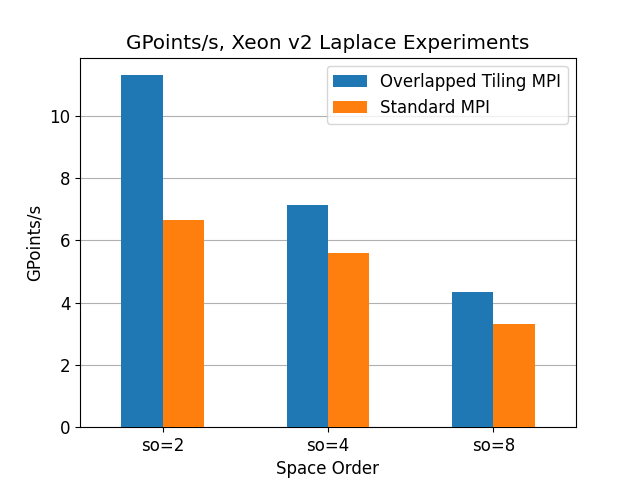 GPoints/s, Xeon v2 Laplace Experiments
Overlapped Tiling MPI
Standard MPI
GPoints/s
10
8
6
4
2
0
so=2 so=4 so=8
Space Order